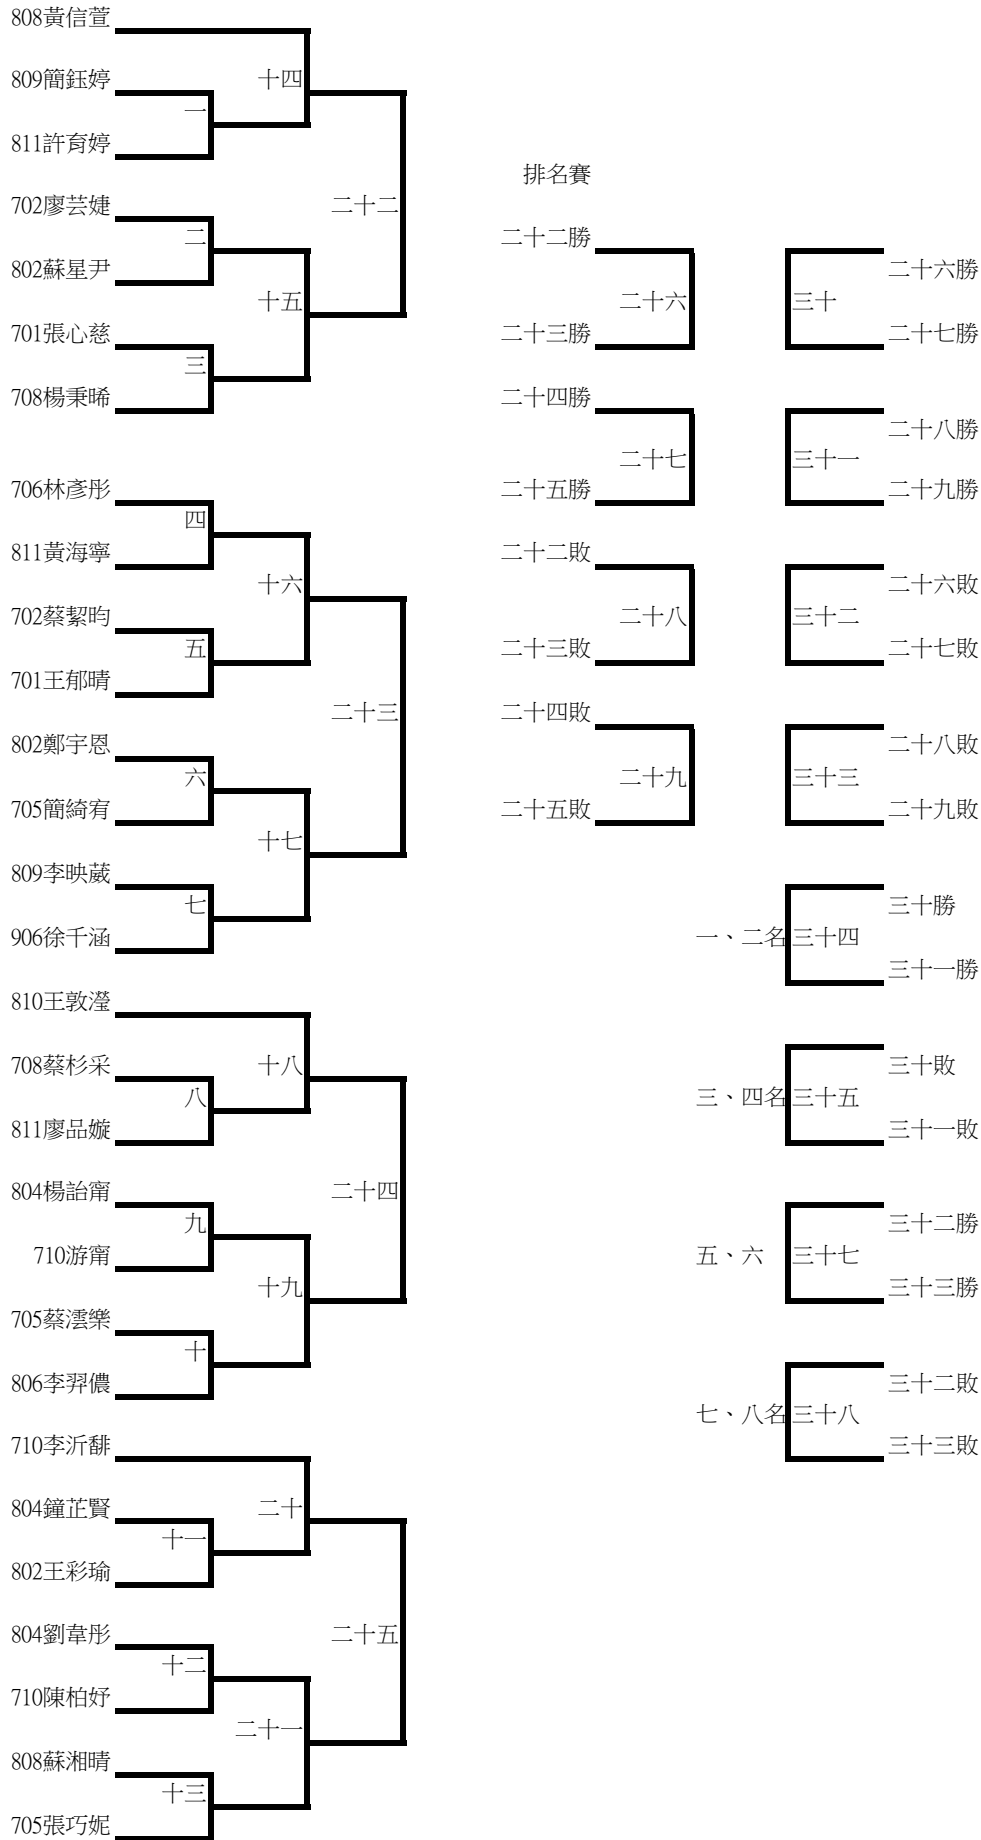 808黃信萱
十四
809簡鈺婷
一
811許育婷
702廖芸婕
二十二
二
802蘇星尹
十五
701張心慈
三
708楊秉晞
706林彥彤
四
811黃海寧
十六
702蔡絜昀
五
701王郁晴
二十三
802鄭宇恩
六
705簡綺宥
十七
809李映葳
七
906徐千涵
810王敦瀅
708蔡杉采
十八
八
811廖品嫙
804楊詒甯
二十四
九
710游甯
十九
705蔡澐樂
十
806李羿儂
710李沂馡
804鐘芷賢
二十
十一
802王彩瑜
804劉韋彤
二十五
十二
710陳柏妤
二十一
808蘇湘晴
十三
705張巧妮
排名賽
二十二勝
二十六
二十三勝
二十四勝
二十七
二十五勝
二十二敗
二十八
二十三敗
二十四敗
二十九
二十五敗
二十六勝
三十
二十七勝
二十八勝
三十一
二十九勝
二十六敗
三十二
二十七敗
二十八敗
三十三
二十九敗
三十勝
一、二名 三十四
三十一勝
三十敗
三、四名 三十五
三十一敗
三十二勝
五、六 三十七
三十三勝
三十二敗
七、八名 三十八
三十三敗